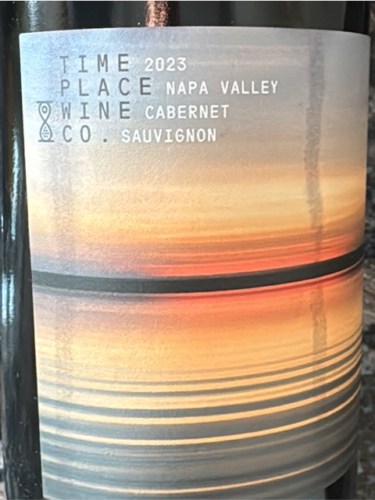 TIME 2023
PLACE NAPA VALLEY
WINE CABERNET
CO. SAUVIGNON